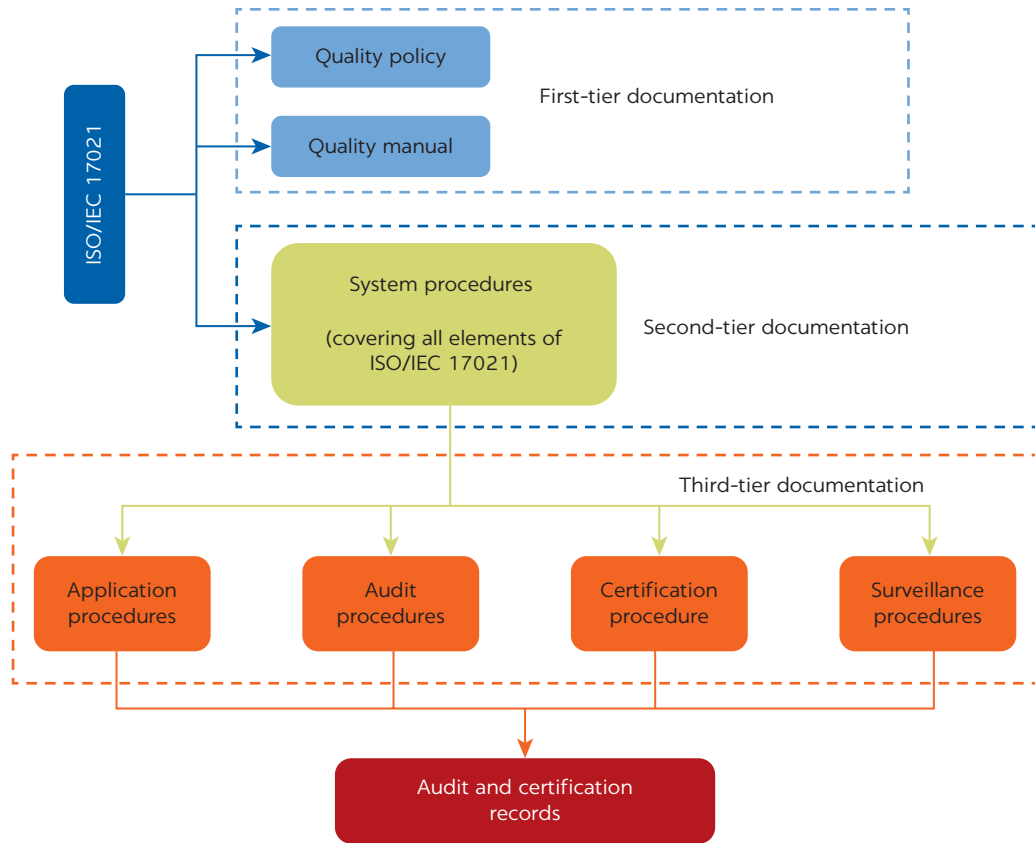 ISO/IEC 17021
Quality policy
Quality manual
First-tier documentation
System procedures
(covering all elements of
ISO/IEC 17021)
Second-tier documentation
Third-tier documentation
Application
procedures
Audit
procedures
Certification
procedure
Surveillance
procedures
Audit and certification
records